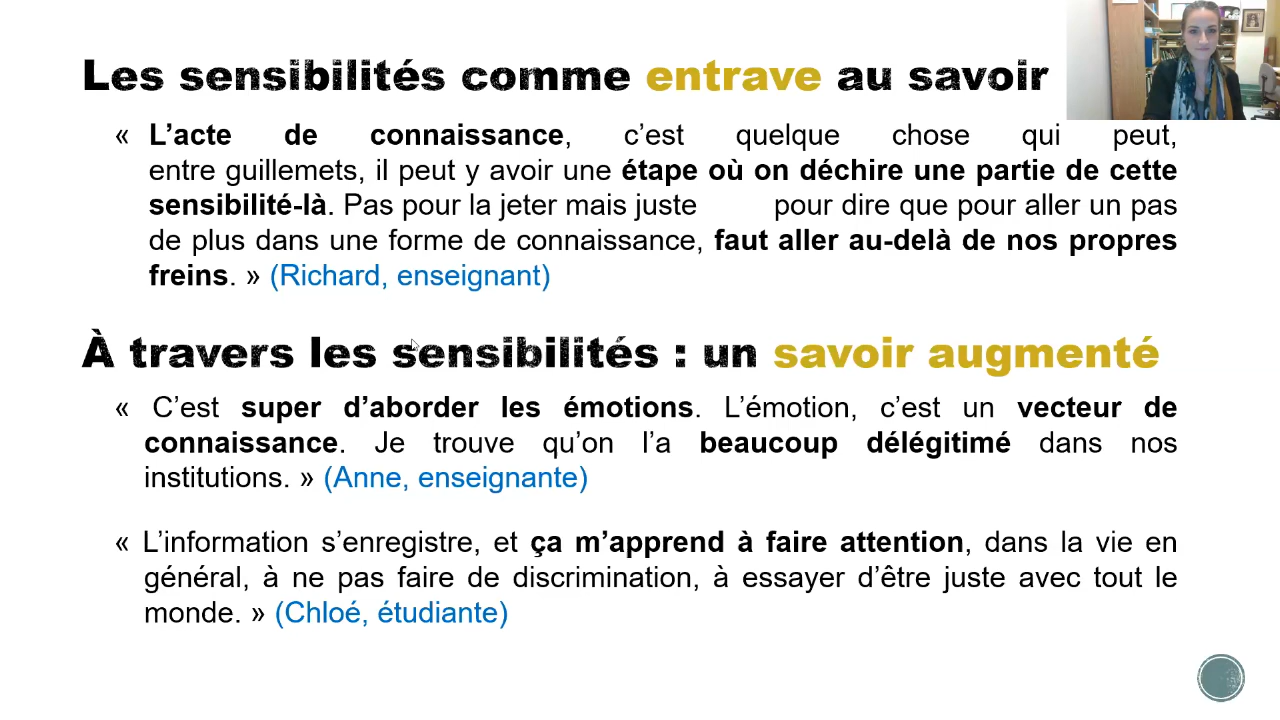 Les sensibilités comme entrave au savoir
« L’acte de connaissance, c’est quelque chose qui peut,
entre guillemets, il peut y avoir une étape où on déchire une partie de cette
sensibilité-là. Pas pour la jeter mais juste pour dire que pour aller un pas
de plus dans une forme de connaissance, faut aller au-delà de nos propres
freins. » (Richard, enseignant)
À travers les sensibilités : un savoir augmenté
« C’est super d’aborder les émotions. L’émotion, c’est un vecteur de
connaissance. Je trouve qu’on l’a beaucoup délégitimé dans nos
institutions. » (Anne, enseignante)
« L’information s’enregistre, et ça m’apprend à faire attention, dans la vie en
général, à ne pas faire de discrimination, à essayer d’être juste avec tout le
monde. » (Chloé, étudiante)